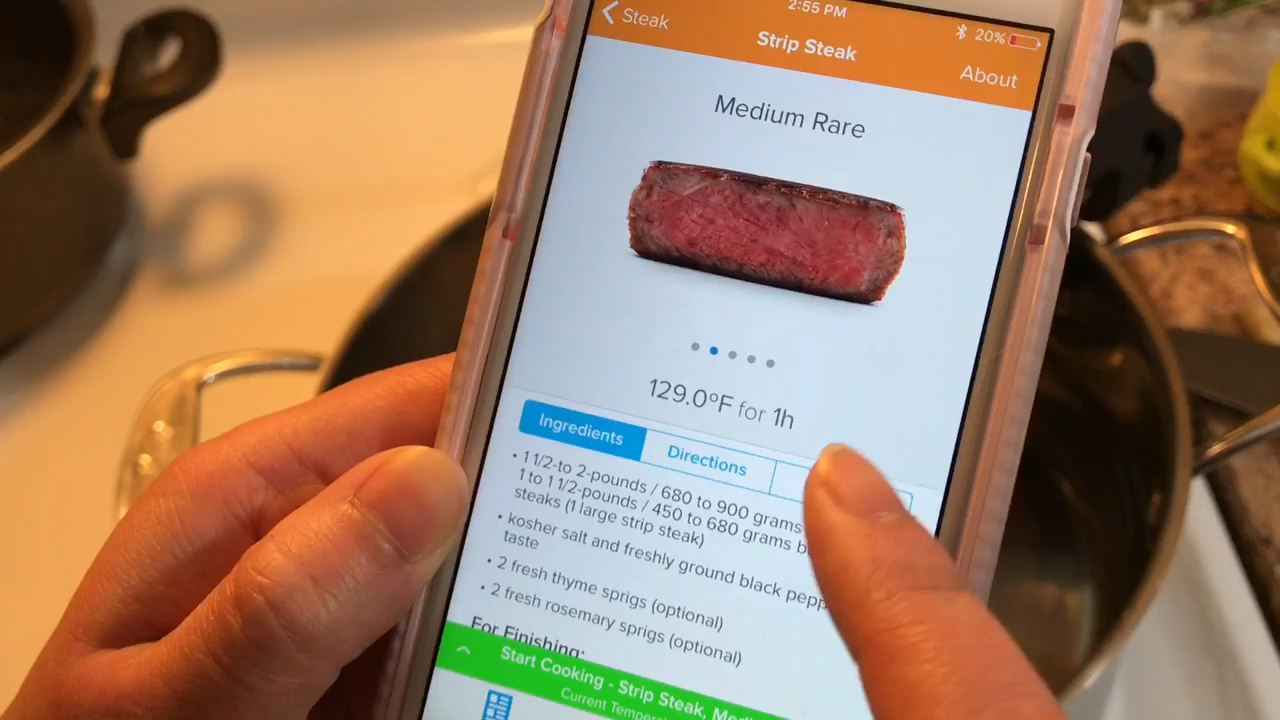 2:55 PM
Steak
Strip Steak
20%
About
Medium Rare
129.0°F for 1h
Ingredients
Directions
• 1 1/2-to 2-pounds / 680 to 900 grams
1 to 1 1/2-pounds / 450 to 680 grams
steaks (1 large strip steak)
• kosher salt and freshly ground black
taste
• 2 fresh thyme sprigs (optional)
• 2 fresh rosemary sprigs (optional)
For Finishing:
Start Cooking - Strip Steak,
Current